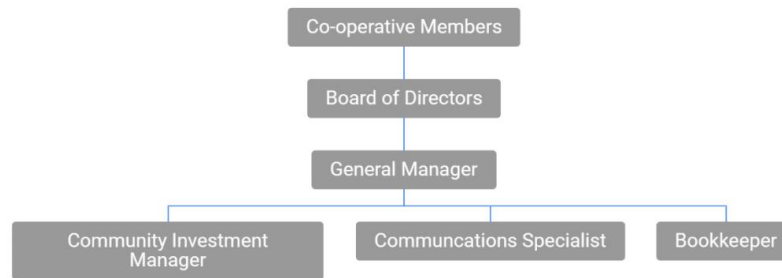 Co-operative Members
Board of Directors
General Manager
Community Investment
Manager
Communcations Specialist
Bookkeeper